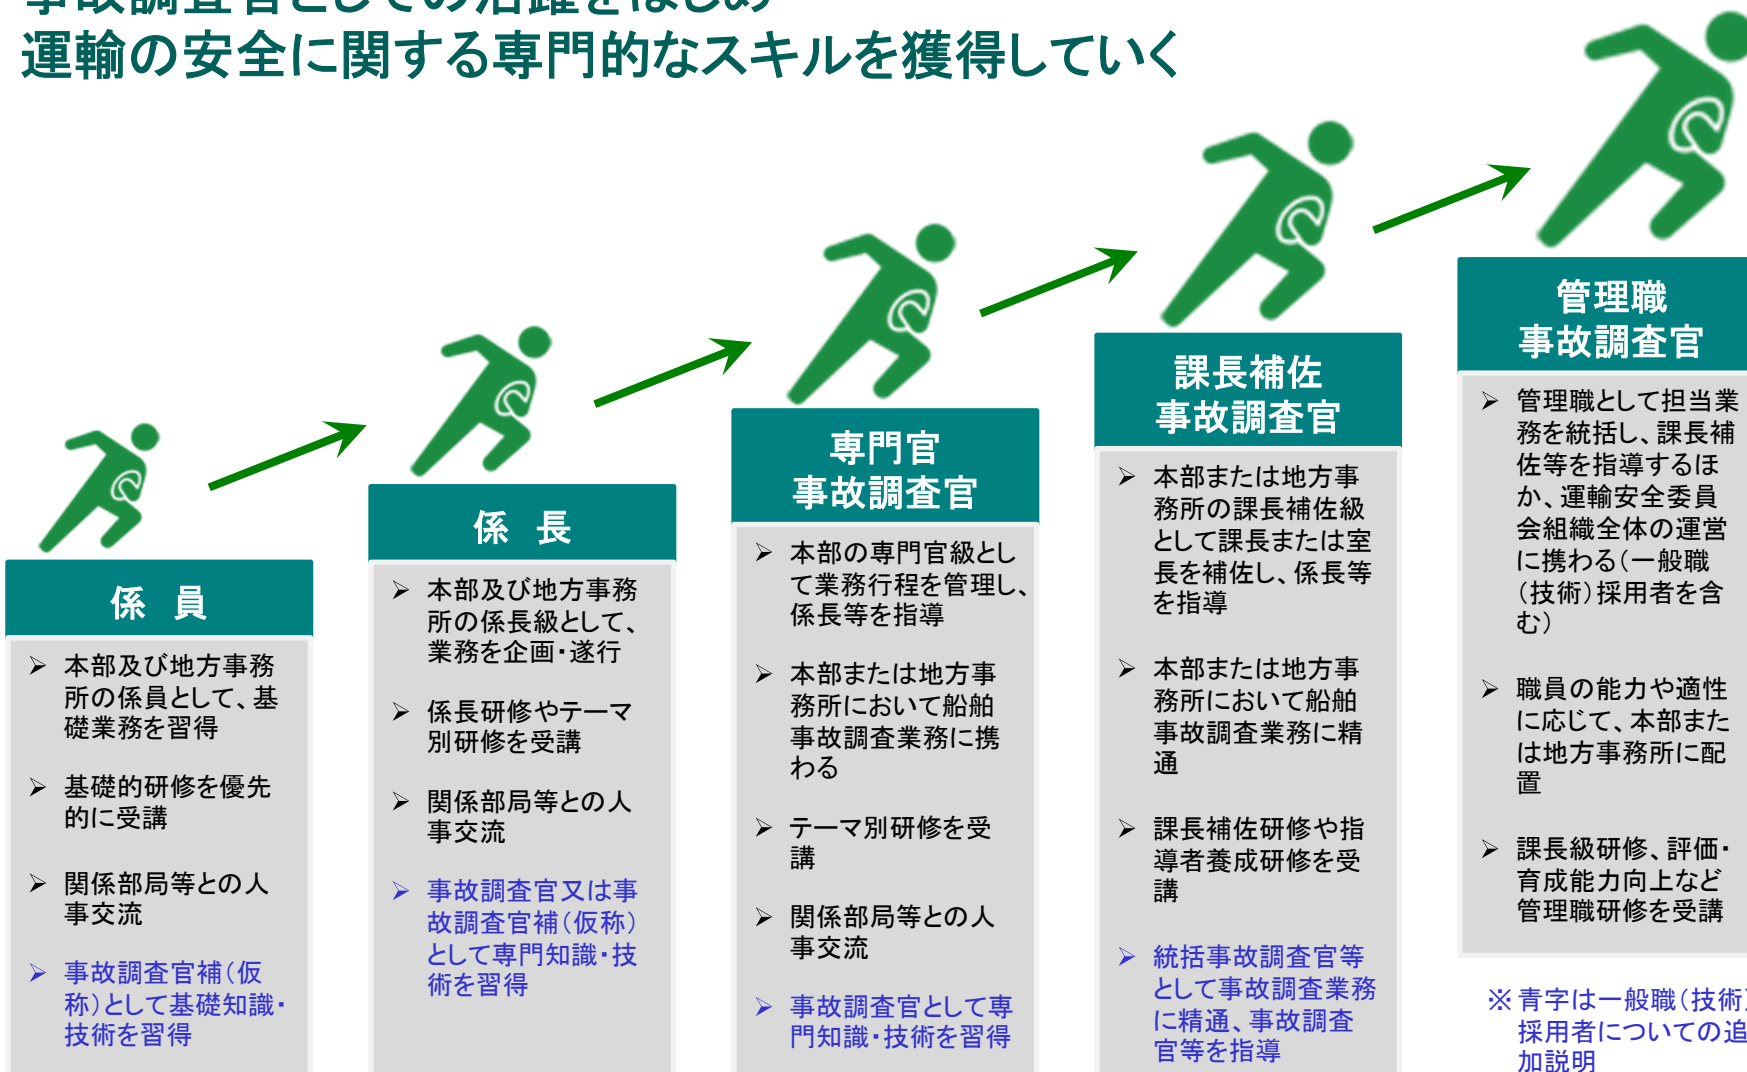 事故調査官としての活躍をはじめ
運輸の安全に関する専門的なスキルを獲得していく
係 員
➢ 本部及び地方事務
所の係員として、基
礎業務を習得
➢ 基礎的研修を優先
的に受講
➢ 関係部局等との人
事交流
➢ 事故調査官補(仮
称)として基礎知識・
技術を習得
係 長
➢ 本部及び地方事務
所の係長級として、
業務を企画・遂行
➢ 係長研修やテーマ
別研修を受講
➢ 関係部局等との人
事交流
➢ 事故調査官又は事
故調査官補(仮称)
として専門知識・技
術を習得
専門官
事故調査官
➢ 本部の専門官級とし
て業務行程を管理し、
係長等を指導
➢ 本部または地方事
務所において船舶
事故調査業務に携
わる
➢ テーマ別研修を受
講
➢ 関係部局等との人
事交流
➢ 事故調査官として専
門知識・技術を習得
課長補佐
事故調査官
➢ 本部または地方事
務所の課長補佐級
として課長または室
長を補佐し、係長等
を指導
➢ 本部または地方事
務所において船舶
事故調査業務に精
通
➢ 課長補佐研修や指
導者養成研修を受
講
➢ 統括事故調査官等
として事故調査業務
に精通、事故調査
官等を指導
管理職
事故調査官
➢ 管理職として担当業
務を統括し、課長補
佐等を指導するほ
か、運輸安全委員
会組織全体の運営
に携わる(一般職
(技術)採用者を含
む)
➢ 職員の能力や適性
に応じて、本部また
は地方事務所に配
置
➢ 課長級研修、評価・
育成能力向上など
管理職研修を受講
※青字は一般職(技術)
採用者についての追
加説明